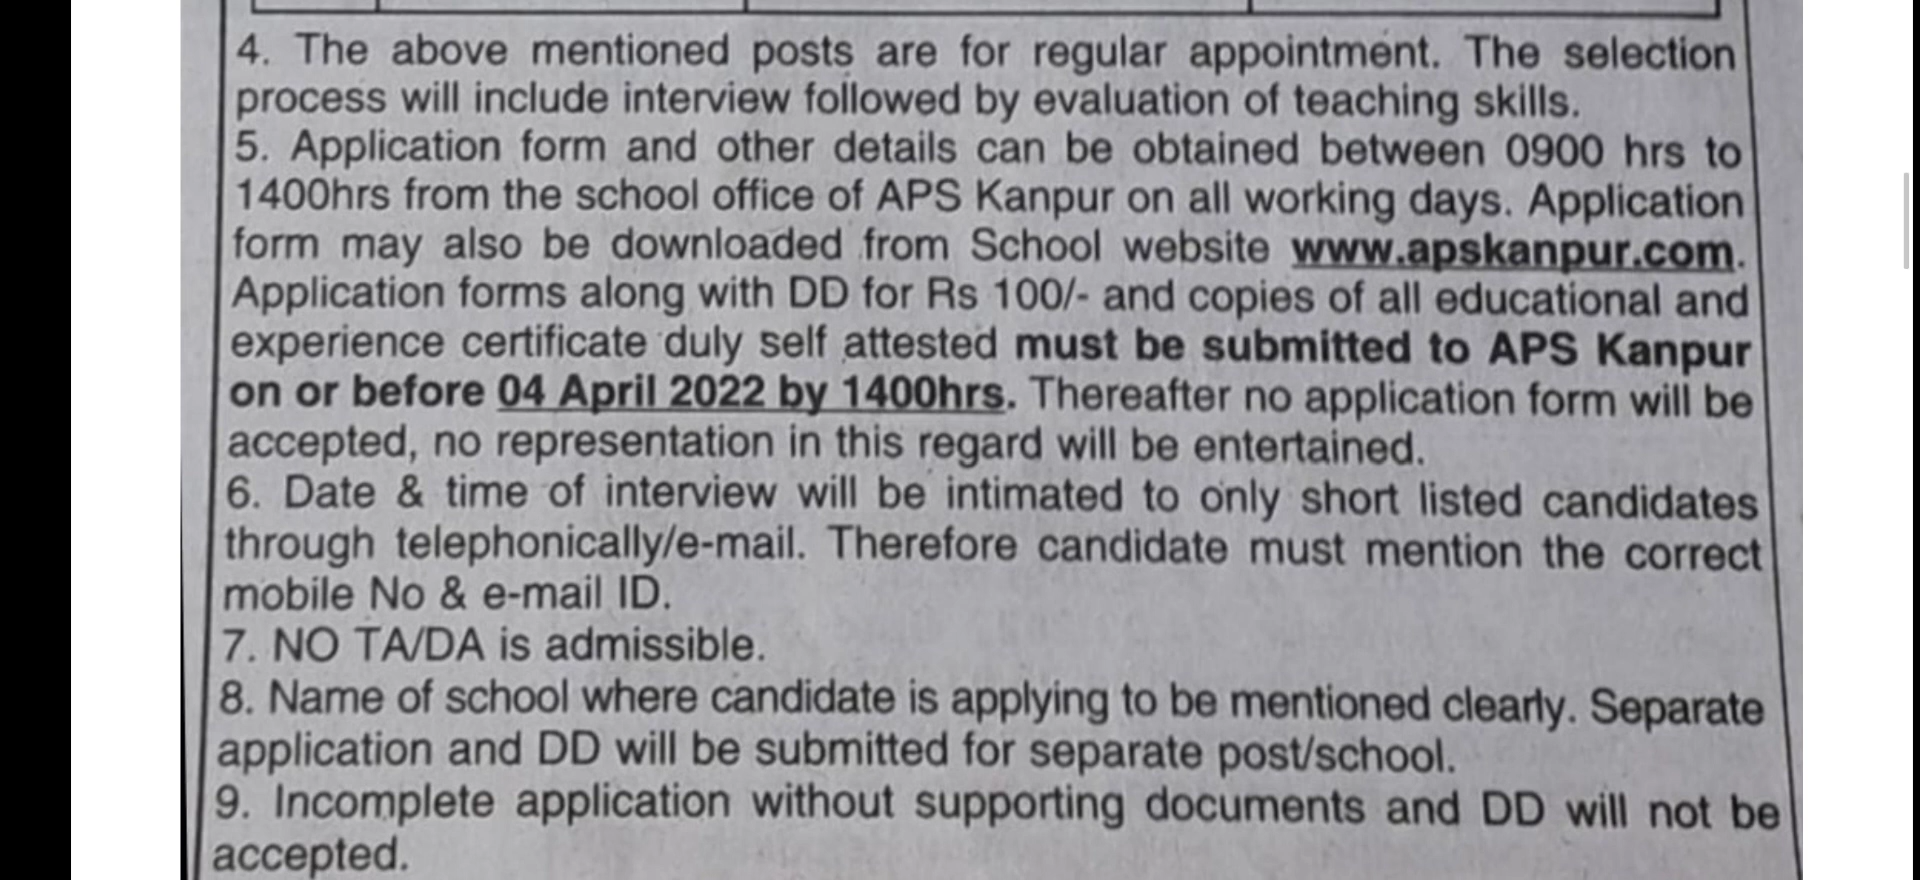 4. The above mentioned posts are for regular appointment. The selection
process will include interview followed by evaluation of teaching skills.
5. Application form and other details can be obtained between 0900 hrs to
1400hrs from the school office of APS Kanpur on all working days. Application
form may also be downloaded from School website www.apskanpur.com.
Application forms along with DD for Rs 100/- and copies of all educational and
experience certificate duly self attested must be submitted to APS Kanpur
on or before 04 April 2022 by 1400hrs. Thereafter no application form will be
accepted, no representation in this regard will be entertained.
6. Date & time of interview will be intimated to only short listed candidates
through telephonically/e-mail. Therefore candidate must mention the correct
mobile No & e-mail ID.
7. NO TA/DA is admissible.
8. Name of school where candidate is applying to be mentioned clearly. Separate
application and DD will be submitted for separate post/school.
9. Incomplete application without supporting documents and DD will not be
accepted.